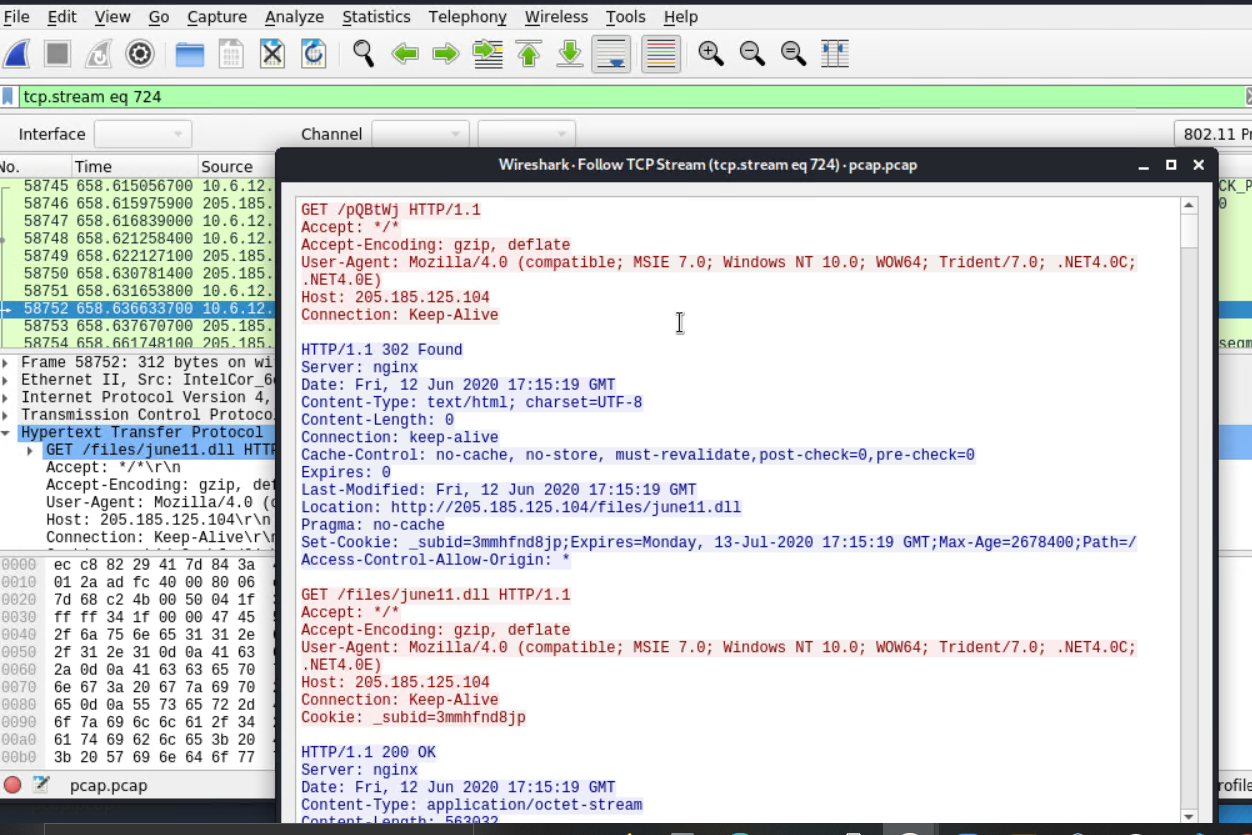 File Edit View Go Capture Analyze Statistics Telephony Wireless Tools Help
tcp.stream eq 724
Interface Channel 802.11
No. Time Source
58745 658.615056700 10.6.12.
58746 658.615975900 205.185.
58747 658.616839000 10.6.12.
58748 658.621258400 10.6.12.
58749 658.622127100 205.185.
58750 658.630781400 205.185.
58751 658.631653800 10.6.12.
58752 658.636633700 10.6.12.
58753 658.637670700 205.185.
58754 658.661748100 205.185.
Frame 58752: 312 bytes on wi
Ethernet II, Src: IntelCor_6
Internet Protocol Version 4,
Transmission Control Protoco
Hypertext Transfer Protocol
GET /files/june11.dll HTTP
Accept: */*\r\n
Accept-Encoding: gzip, def
User-Agent: Mozilla/4.0 (c
Host: 205.185.125.104\r\n
Connection: Keep-Alive\r\n
0000 ec c8 82 29 41 7d 84 3a
0010 01 2a ad fc 40 00 80 06
0020 7d 68 c2 4b 00 50 04 1f
0030 ff ff 34 1f 00 00 47 45
0040 2f 6a 75 6e 65 31 31 2e
0050 2f 31 2e 31 0d 0a 41 63
0060 2a 0d 0a 41 63 63 65 70
0070 6e 67 3a 20 67 7a 69 70
0080 65 0d 0a 55 73 65 72 2d
0090 6f 7a 69 6c 6c 61 2f 34
00a0 61 74 69 62 6c 65 3b 20
00b0 3b 20 57 69 6e 64 6f 77
pcap.pcap
Wireshark · Follow TCP Stream (tcp.stream eq 724) · pcap.pcap
GET /pQBtWj HTTP/1.1
Accept: */*
Accept-Encoding: gzip, deflate
User-Agent: Mozilla/4.0 (compatible; MSIE 7.0; Windows NT 10.0; WOW64; Trident/7.0; .NET4.0C;
.NET4.0E)
Host: 205.185.125.104
Connection: Keep-Alive
HTTP/1.1 302 Found
Server: nginx
Date: Fri, 12 Jun 2020 17:15:19 GMT
Content-Type: text/html; charset=UTF-8
Content-Length: 0
Connection: keep-alive
Cache-Control: no-cache, no-store, must-revalidate,post-check=0,pre-check=0
Expires: 0
Last-Modified: Fri, 12 Jun 2020 17:15:19 GMT
Location: http://205.185.125.104/files/june11.dll
Pragma: no-cache
Set-Cookie: _subid=3mmhfnd8jp;Expires=Monday, 13-Jul-2020 17:15:19 GMT;Max-Age=2678400;Path=/
Access-Control-Allow-Origin: *
GET /files/june11.dll HTTP/1.1
Accept: */*
Accept-Encoding: gzip, deflate
User-Agent: Mozilla/4.0 (compatible; MSIE 7.0; Windows NT 10.0; WOW64; Trident/7.0; .NET4.0C;
.NET4.0E)
Host: 205.185.125.104
Connection: Keep-Alive
Cookie: _subid=3mmhfnd8jp
HTTP/1.1 200 OK
Server: nginx
Date: Fri, 12 Jun 2020 17:15:19 GMT
Content-Type: application/octet-stream
Content-Length: 563032